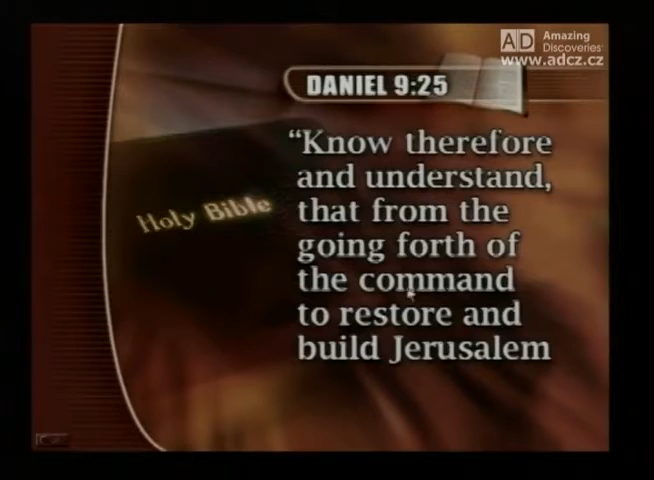 AD Amazing
Discoveries
www.adcz.cz
DANIEL 9:25
Holy Bible
“Know therefore
and understand,
that from the
going forth of
the command
to restore and
build Jerusalem